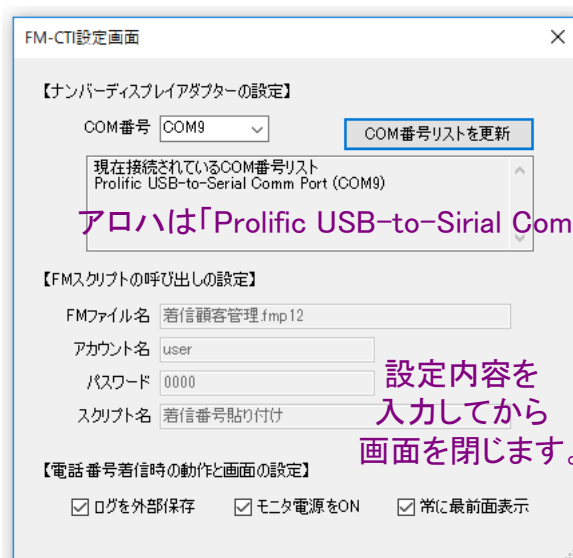 FM-CTI設定画面
【ナンバーディスプレイアダプターの設定】
COM番号 COM9 COM番号リストを更新
現在接続されているCOM番号リスト
Prolific USB-to-Serial Comm Port (COM9)
アロハは「Prolific USB-to-Sirial Com
【FMスクリプトの呼び出しの設定】
FMファイル名 着信顧客管理.fmp12
アカウント名 user
パスワード 0000
設定内容を
スクリプト名 着信番号貼り付け
入力してから
画面を閉じます。
【電話番号着信時の動作と画面の設定】
ログを外部保存 モニタ電源をON 常に最前面表示